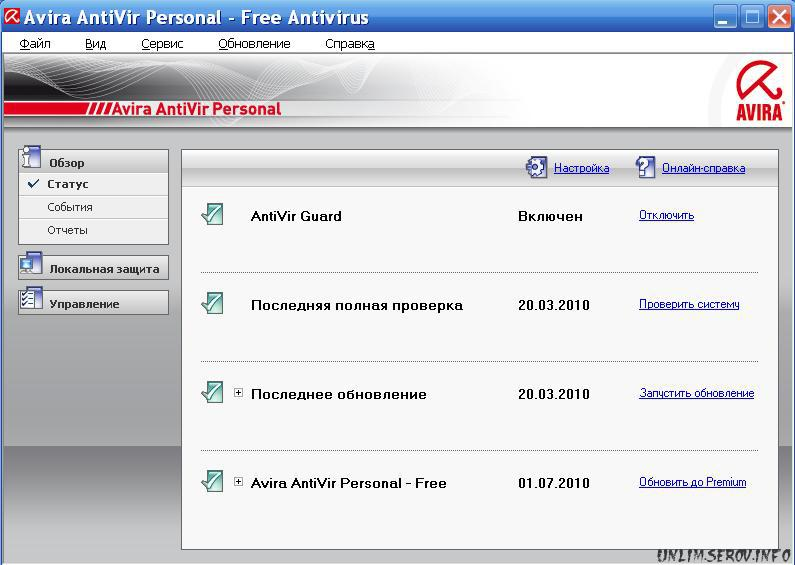 Avira AntiVir Personal - Free Antivirus
Файл Вид Сервис Обновление Справка
Avira AntiVir Personal
AVIRA
Обзор
Статус
События
Отчеты
Локальная защита
Управление
Настройка Онлайн-справка
AntiVir Guard Включен Отключить
Последняя полная проверка 20.03.2010 Проверить систему
Последнее обновление 20.03.2010 Запустить обновление
Avira AntiVir Personal - Free 01.07.2010 Обновить до Premium
UNLIM.SEROV.INFO